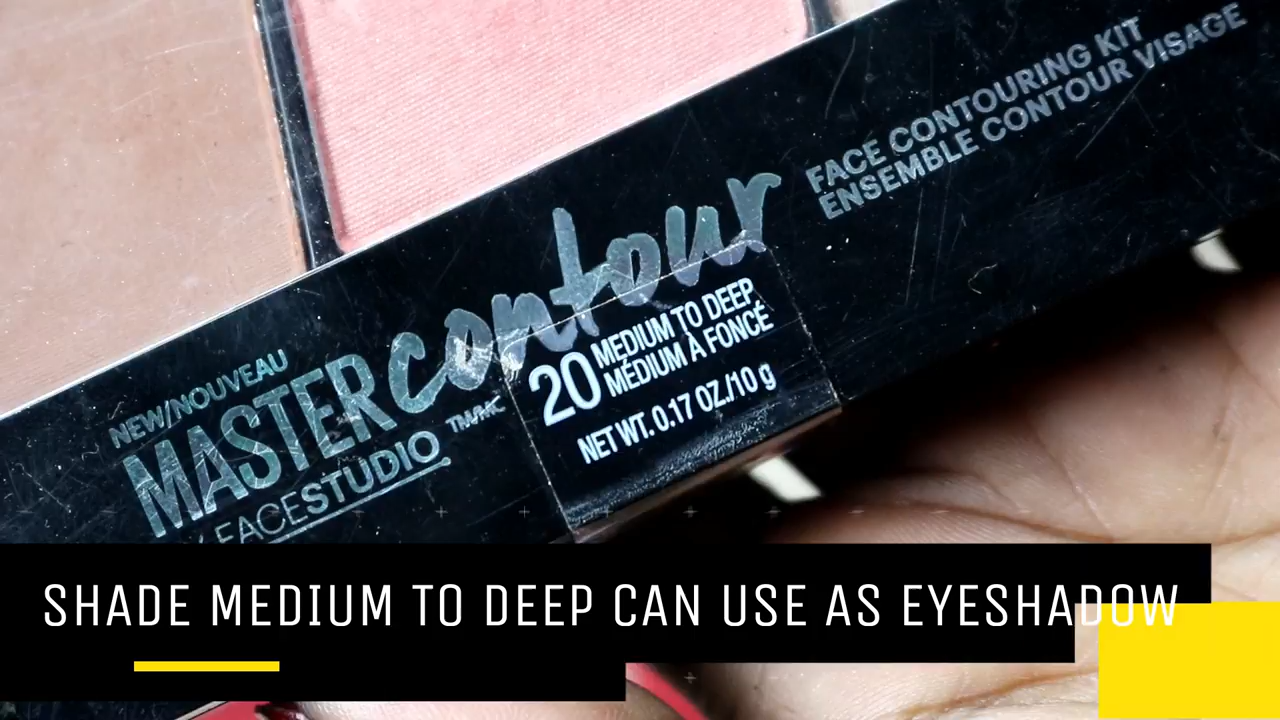 FACE CONTOURING KIT
ENSEMBLE CONTOUR VISAGE
NEW/NOUVEAU
MASTER contour
FACESTUDIO
TM/MC
20 MEDIUM TO DEEP
MÉDIUM À FONCÉ
NET WT. 0.17 OZ./10 g
SHADE MEDIUM TO DEEP CAN USE AS EYESHADOW